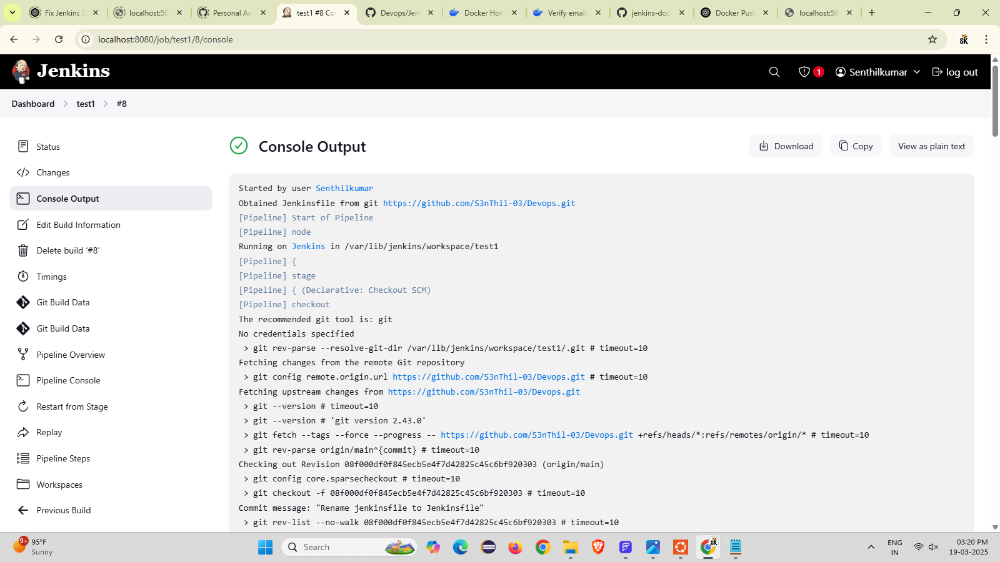 Fix Jenkins S
localhost:50
Personal Acc
test1 #8 Co
Devops/Jen
Docker Hon
Verify email
jenkins-doc
Docker Pus
localhost:50
localhost:8080/job/test1/8/console
SK
Jenkins
1
Senthilkumar
log out
Dashboard
test1
#8
Status
Changes
Console Output
Edit Build Information
Delete build ‘#8’
Timings
Git Build Data
Git Build Data
Pipeline Overview
Pipeline Console
Restart from Stage
Replay
Pipeline Steps
Workspaces
Previous Build
Console Output
Download
Copy
View as plain text
Started by user Senthilkumar
Obtained Jenkinsfile from git https://github.com/S3nThil-03/Devops.git
[Pipeline] Start of Pipeline
[Pipeline] node
Running on Jenkins in /var/lib/jenkins/workspace/test1
[Pipeline] {
[Pipeline] stage
[Pipeline] { (Declarative: Checkout SCM)
[Pipeline] checkout
The recommended git tool is: git
No credentials specified
> git rev-parse --resolve-git-dir /var/lib/jenkins/workspace/test1/.git # timeout=10
Fetching changes from the remote Git repository
> git config remote.origin.url https://github.com/S3nThil-03/Devops.git # timeout=10
Fetching upstream changes from https://github.com/S3nThil-03/Devops.git
> git --version # timeout=10
> git --version # 'git version 2.43.0'
> git fetch --tags --force --progress -- https://github.com/S3nThil-03/Devops.git +refs/heads/*:refs/remotes/origin/* # timeout=10
> git rev-parse origin/main^{commit} # timeout=10
Checking out Revision 08f000df0f845ecb5e4f7d42825c45c6bf920303 (origin/main)
> git config core.sparsecheckout # timeout=10
> git checkout -f 08f000df0f845ecb5e4f7d42825c45c6bf920303 # timeout=10
Commit message: "Rename jenkinsfile to Jenkinsfile"
> git rev-list --no-walk 08f000df0f845ecb5e4f7d42825c45c6bf920303 # timeout=10
9+
95°F
Sunny
Search
SK
ENG
IN
03:20 PM
19-03-2025